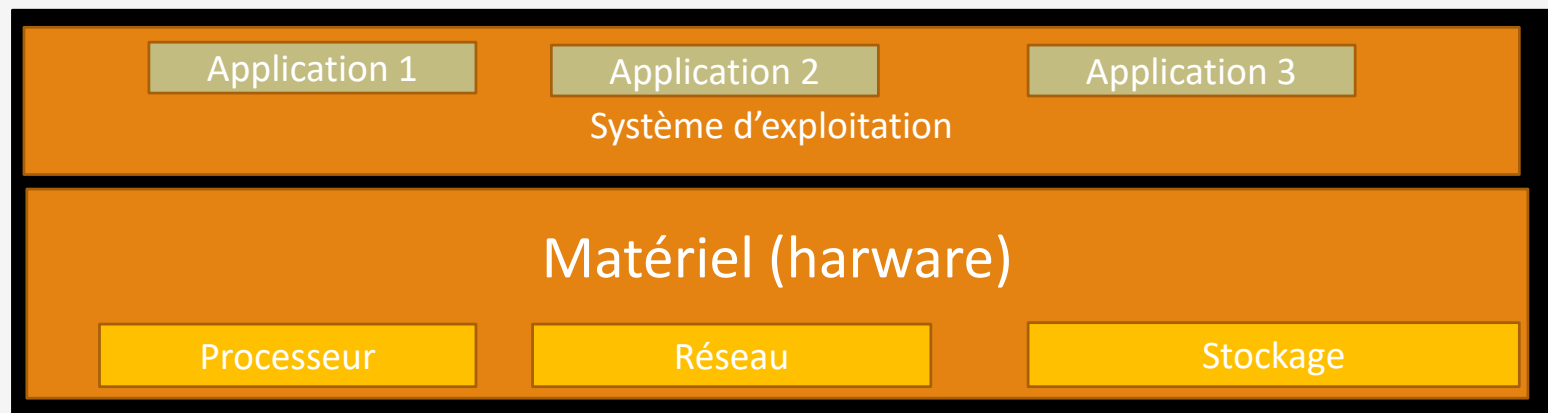 Application 1
Application 2
Application 3
Système d’exploitation
Matériel (harware)
Processeur
Réseau
Stockage